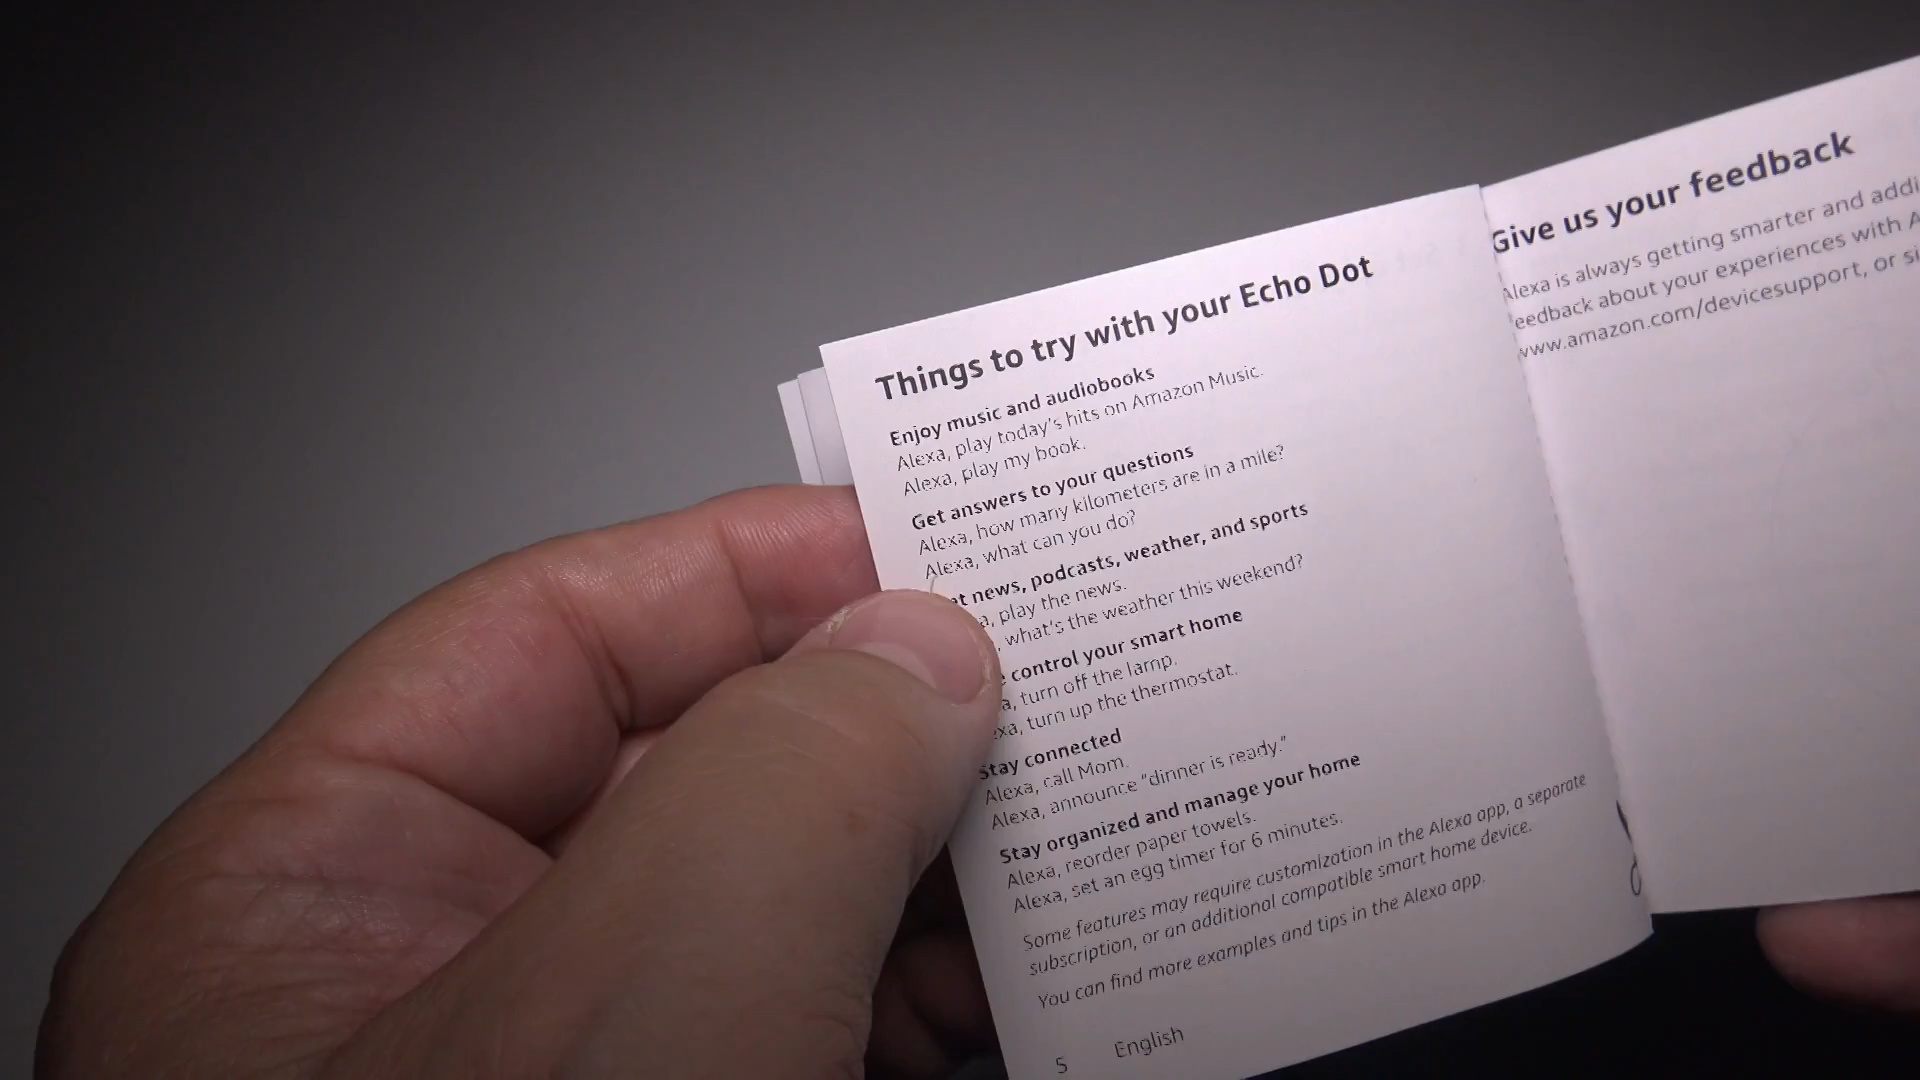 Things to try with your Echo Dot
Enjoy music and audiobooks
Alexa, play today's hits on Amazon Music.
Alexa, play my book.
Get answers to your questions
Alexa, how many kilometers are in a mile?
Alexa, what can you do?
news, podcasts, weather, and sports
play the news.
what's the weather this weekend?
control your smart home
turn off the lamp.
turn up the thermostat.
Stay connected
Alexa, call Mom.
Alexa, announce "dinner is ready."
Stay organized and manage your home
Alexa, reorder paper towels.
Alexa, set an egg timer for 6 minutes.
Some features may require customization in the Alexa app, a separate
subscription, or an additional compatible smart home device.
You can find more examples and tips in the Alexa app.
5 English
Give us your feedback
Alexa is always getting smarter and
feedback about your experiences with
www.amazon.com/devicesupport, or